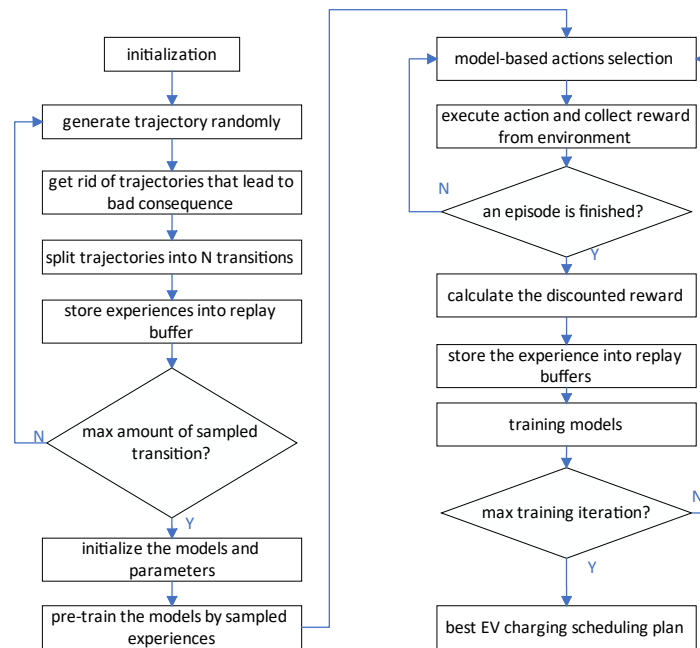 initialization
generate trajectory randomly
get rid of trajectories that lead to
bad consequence
split trajectories into N transitions
store experiences into replay
buffer
max amount of sampled
transition?
N
Y
initialize the models and
parameters
pre-train the models by sampled
experiences
model-based actions selection
execute action and collect reward
from environment
N
an episode is finished?
Y
calculate the discounted reward
store the experience into replay
buffers
training models
max training iteration?
N
Y
best EV charging scheduling plan